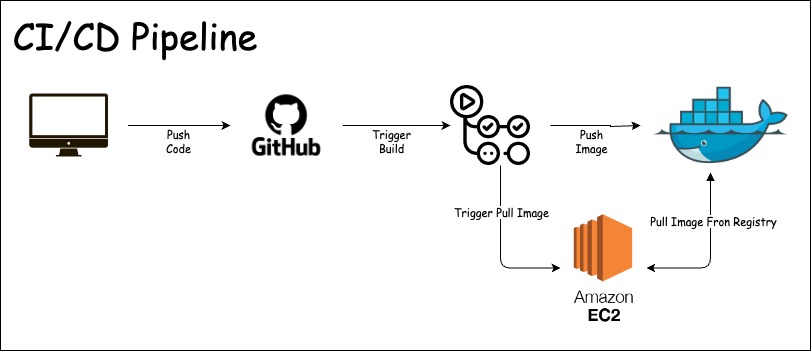 CI/CD Pipeline
Push
Code
GitHub
Trigger
Build
Push
Image
Trigger Pull Image
Pull Image Fron Registry
Amazon
EC2